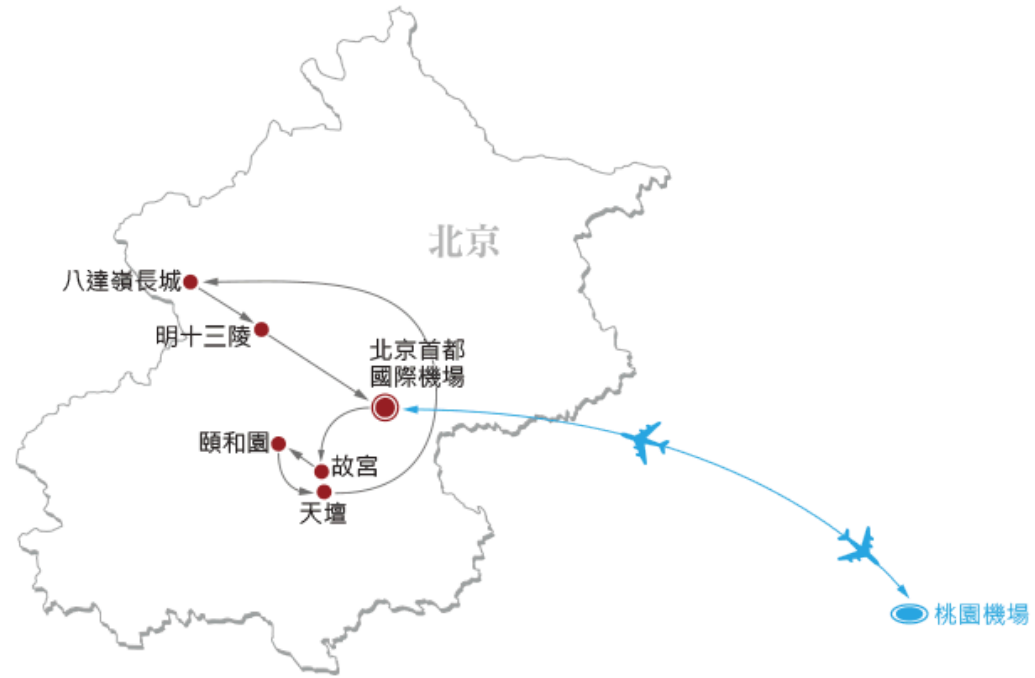 北京
八達嶺長城
明十三陵
北京首都
國際機場
頤和園
故宮
天壇
桃園機場